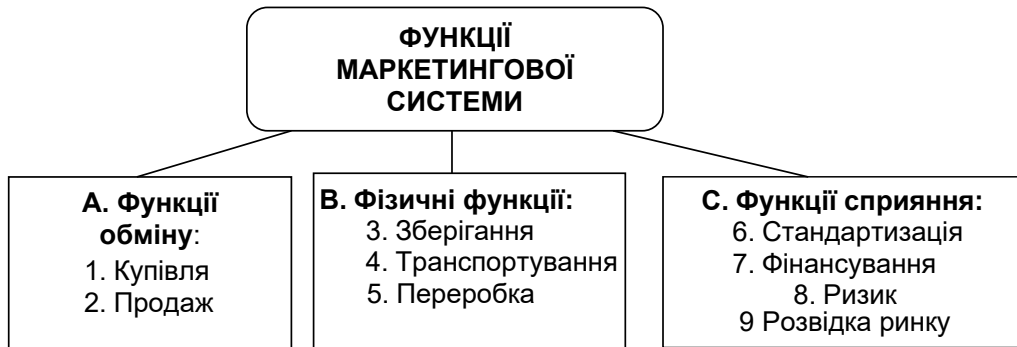 ФУНКЦІЇ
МАРКЕТИНГОВОЇ
СИСТЕМИ
А. Функції
обміну:
1. Купівля
2. Продаж
В. Фізичні функції:
3. Зберігання
4. Транспортування
5. Переробка
С. Функції сприяння:
6. Стандартизація
7. Фінансування
8. Ризик
9 Розвідка ринку